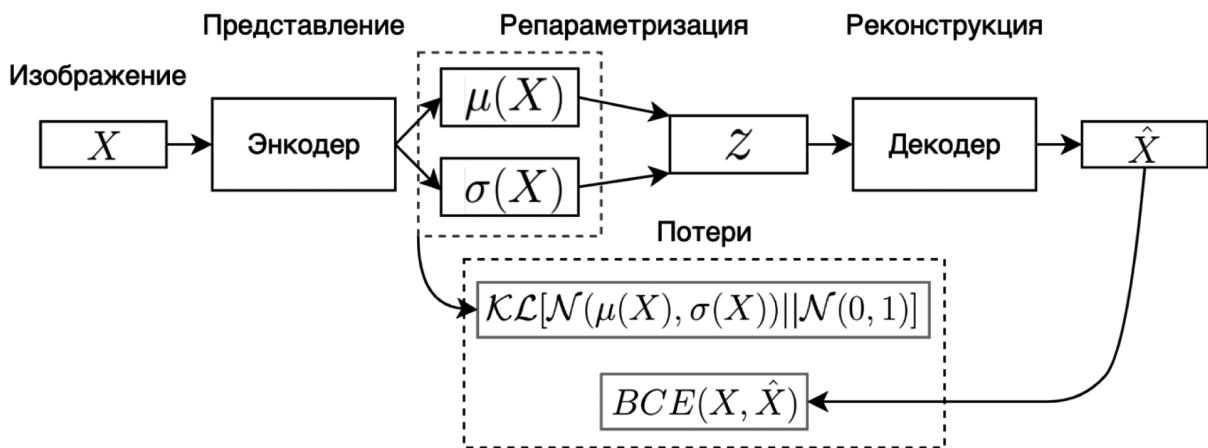 Представление
Репараметризация
Реконструкция
Изображение
X
Энкодер
μ(X)
σ(X)
z
Декодер
X̂
Потери
𝒦ℒ[𝒩(μ(X), σ(X))||𝒩(0, 1)]
BCE(X, X̂)